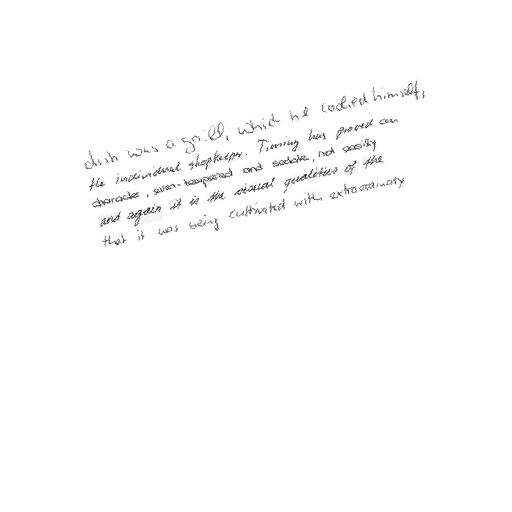 dish was a grill, which he cooked himself,
the individual shopkeeper. Timing has proved an
character, even-tempered and sedate, not easily
and again it is the visual qualities of the
that it was being cultivated with extraordinary